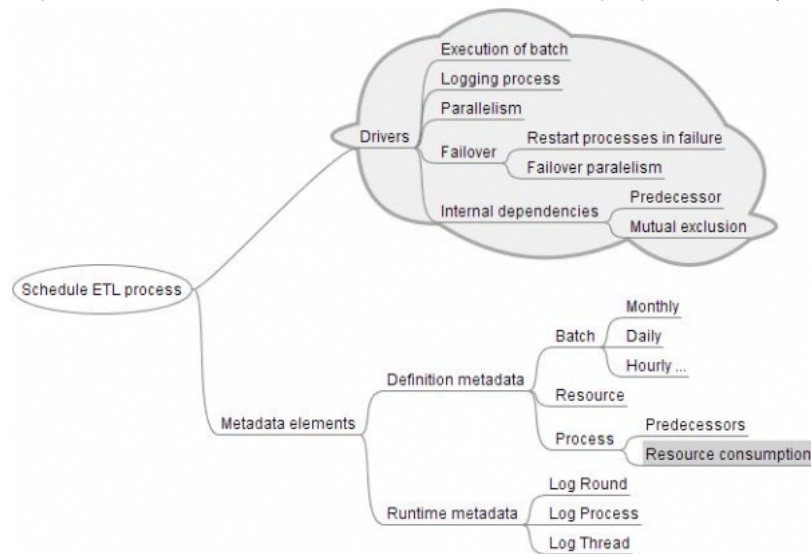 Execution of batch
Logging process
Parallelism
Drivers
Failover
Restart processes in failure
Failover paralelism
Internal dependencies
Predecessor
Mutual exclusion
Schedule ETL process
Metadata elements
Definition metadata
Batch
Monthly
Daily
Hourly ...
Resource
Process
Predecessors
Resource consumption
Runtime metadata
Log Round
Log Process
Log Thread